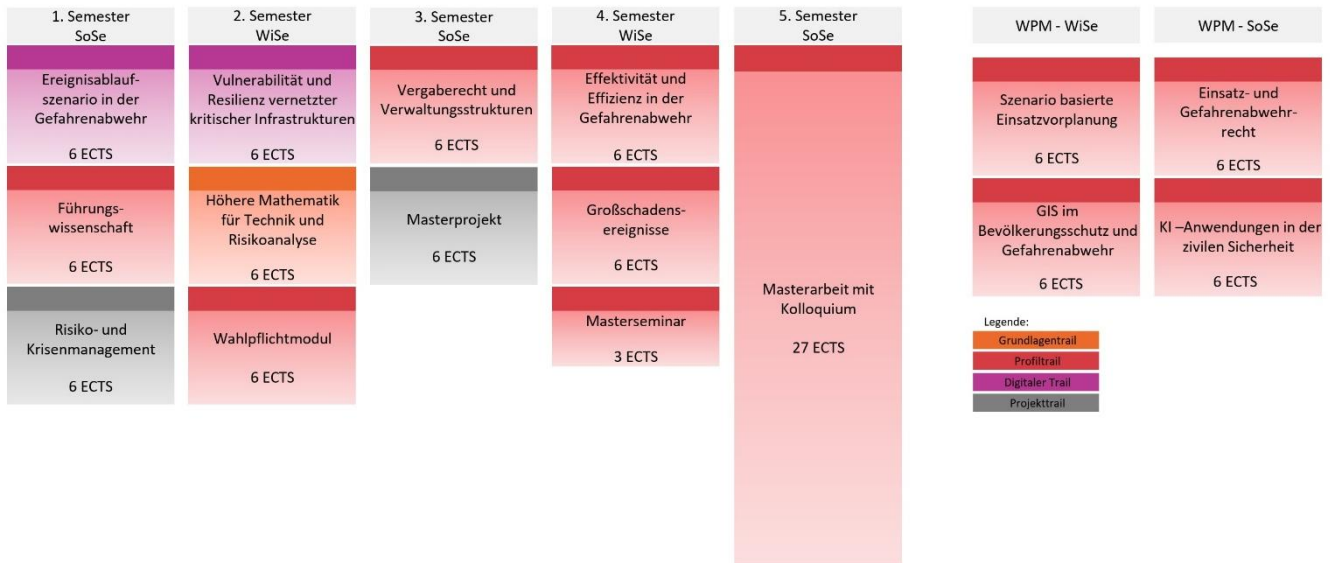 1. Semester
SoSe
Ereignisablauf-
szenario in der
Gefahrenabwehr
6 ECTS
Führungs-
wissenschaft
6 ECTS
Risiko- und
Krisenmanagement
6 ECTS
2. Semester
WiSe
Vulnerabilität und
Resilienz vernetzter
kritischer Infrastrukturen
6 ECTS
Höhere Mathematik
für Technik und
Risikoanalyse
6 ECTS
Wahlpflichtmodul
6 ECTS
3. Semester
SoSe
Vergaberecht und
Verwaltungsstrukturen
6 ECTS
Masterprojekt
6 ECTS
4. Semester
WiSe
Effektivität und
Effizienz in der
Gefahrenabwehr
6 ECTS
Großschadens-
ereignisse
6 ECTS
Masterseminar
3 ECTS
5. Semester
SoSe
Masterarbeit mit
Kolloquium
27 ECTS
WPM - WiSe
Szenario basierte
Einsatzvorplanung
6 ECTS
GIS im
Bevölkerungsschutz und
Gefahrenabwehr
6 ECTS
WPM - SoSe
Einsatz- und
Gefahrenabwehr-
recht
6 ECTS
KI –Anwendungen in der
zivilen Sicherheit
6 ECTS
Legende:
Grundlagentrail
Profiltrail
Digitaler Trail
Projekttrail